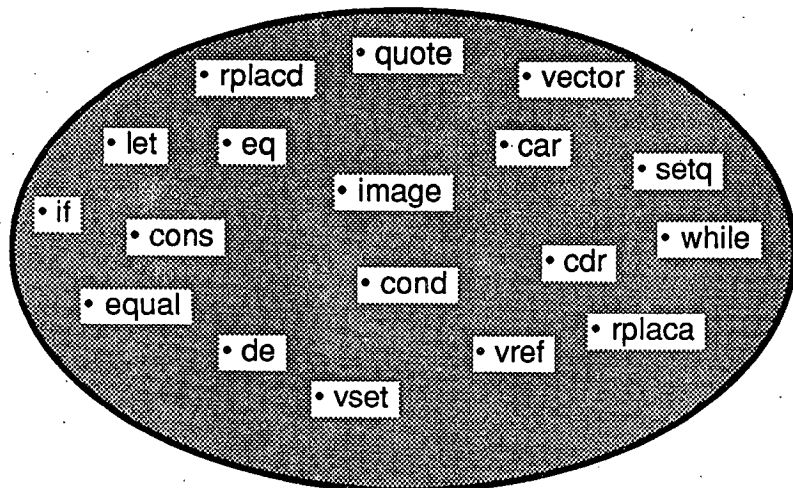 • quote
• rplacd
• vector
• let
• eq
• car
• setq
• image
• if
• cons
• while
• cdr
• cond
• equal
• rplaca
• de
• vref
• vset